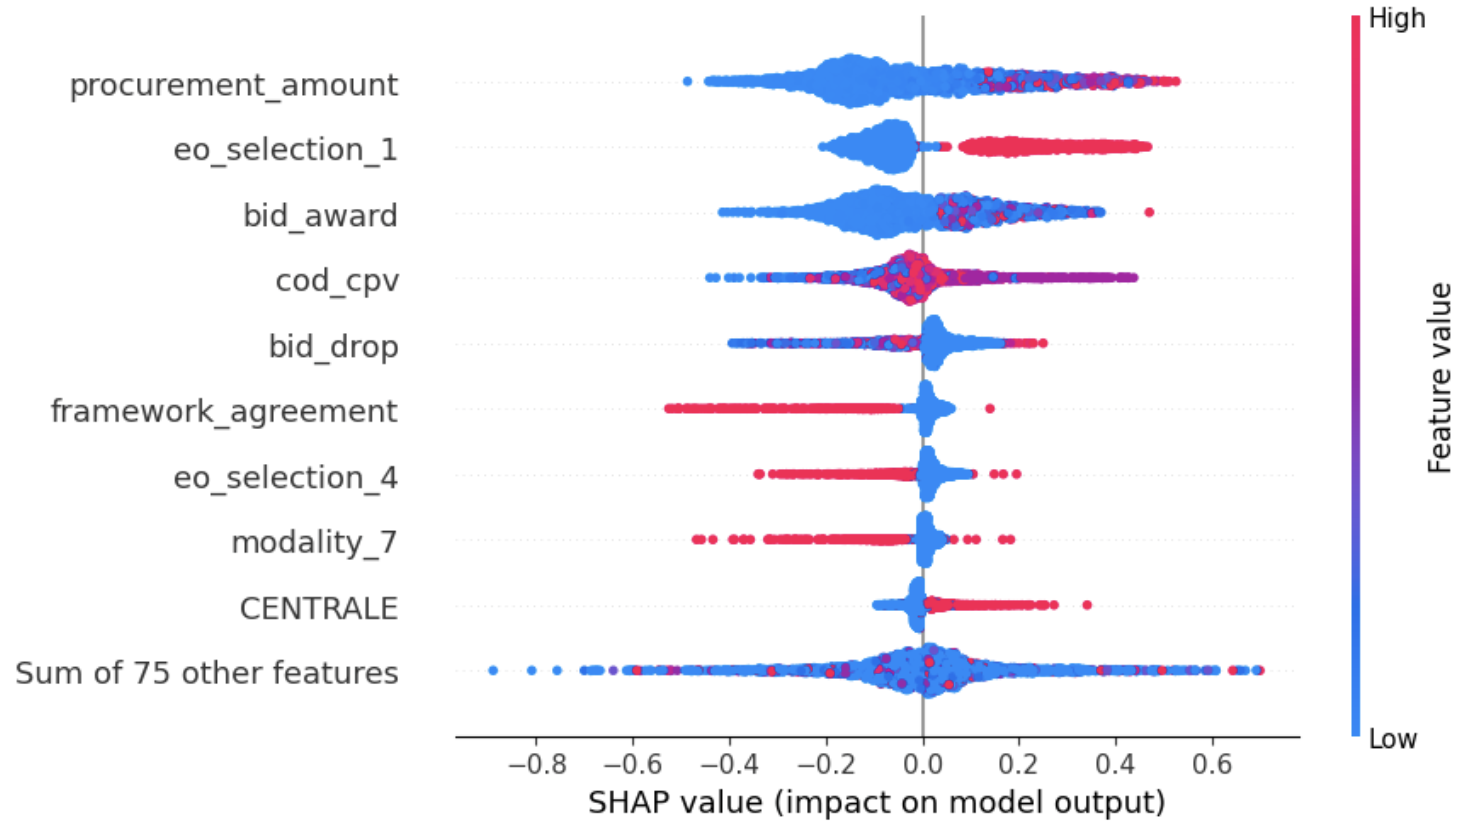 High
procurement_amount
eo_selection_1
bid_award
cod_cpv
bid_drop
framework_agreement
eo_selection_4
modality_7
CENTRALE
Sum of 75 other features
Feature value
Low
−0.8 −0.6 −0.4 −0.2 0.0 0.2 0.4 0.6
SHAP value (impact on model output)